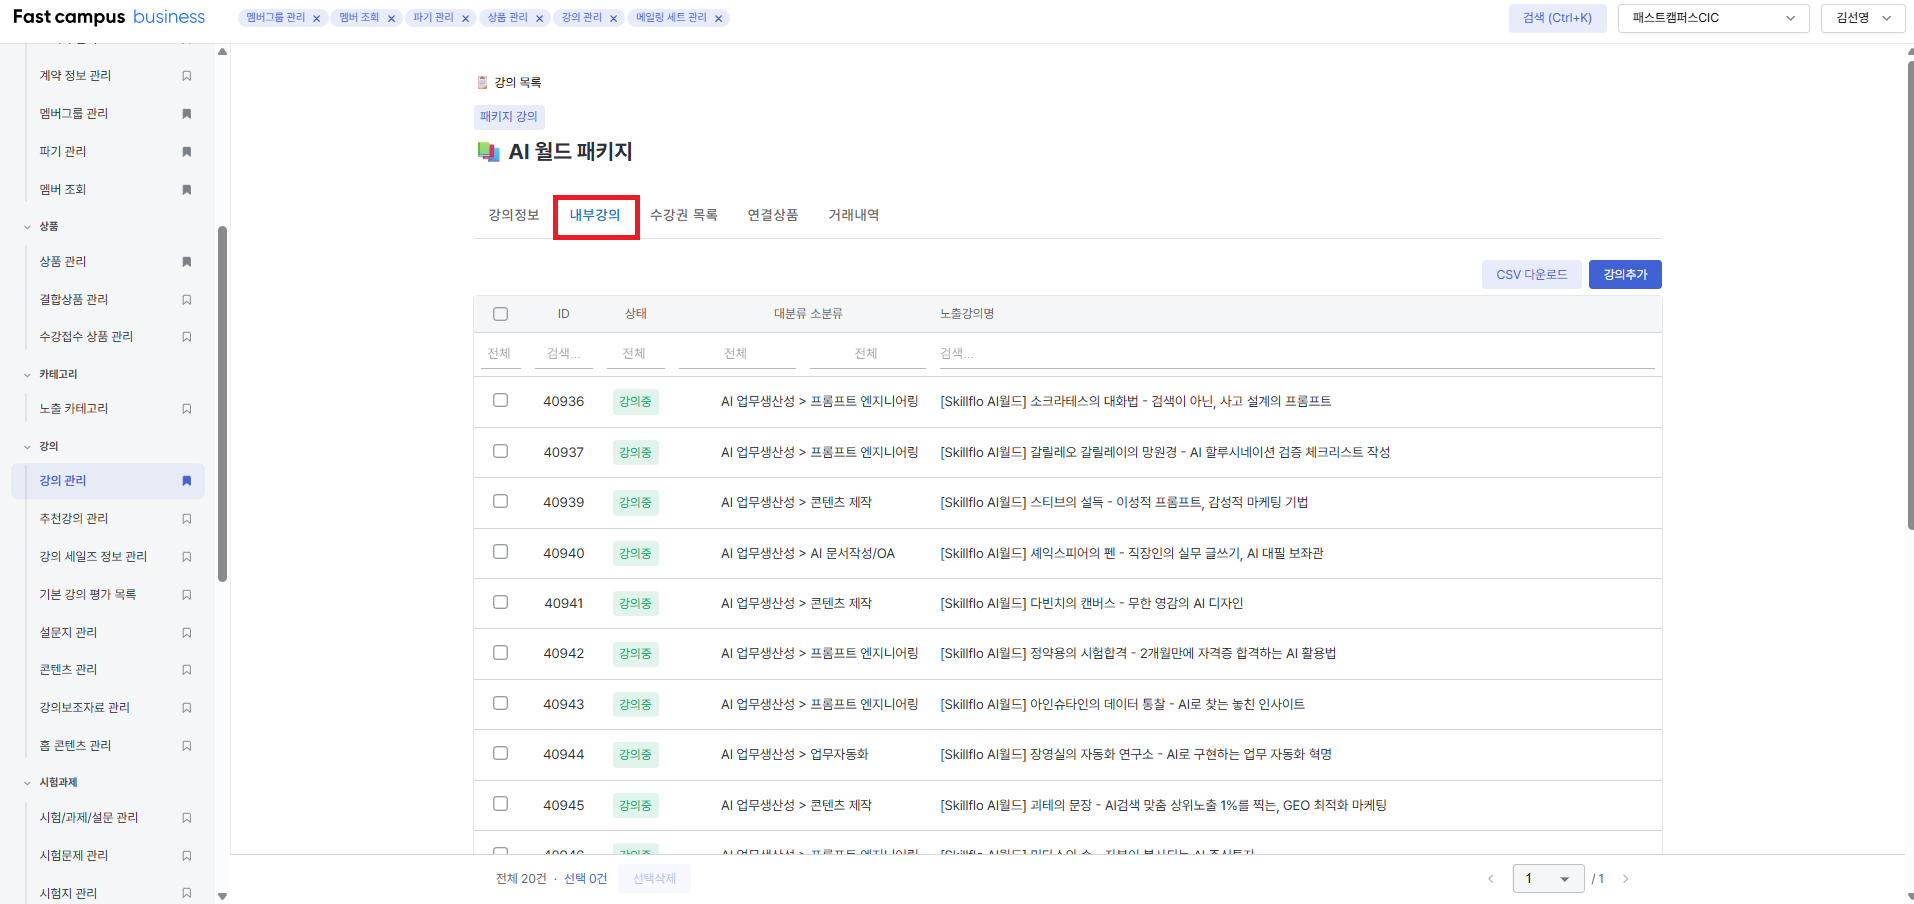 Fast campus business
멤버그룹 관리 ×
멤버 조회 ×
파기 관리 ×
상품 관리 ×
강의 관리 ×
메일링 세트 관리 ×
검색 (Ctrl+K)
패스트캠퍼스CIC
김선영
계약 정보 관리
멤버그룹 관리
파기 관리
멤버 조회
상품
상품 관리
결합상품 관리
수강접수 상품 관리
카테고리
노출 카테고리
강의
강의 관리
추천강의 관리
강의 세일즈 정보 관리
기본 강의 평가 목록
설문지 관리
콘텐츠 관리
강의보조자료 관리
홈 콘텐츠 관리
시험과제
시험/과제/설문 관리
시험문제 관리
시험지 관리
강의 목록
패키지 강의
AI 월드 패키지
강의정보 내부강의 수강권 목록 연결상품 거래내역
CSV 다운로드 강의추가
ID 상태 대분류 소분류 노출강의명
전체 검색... 전체 전체 전체 검색...
40936 강의중 AI 업무생산성 > 프롬프트 엔지니어링 [Skillflo AI월드] 소크라테스의 대화법 - 검색이 아닌, 사고 설계의 프롬프트
40937 강의중 AI 업무생산성 > 프롬프트 엔지니어링 [Skillflo AI월드] 갈릴레오 갈릴레이의 망원경 - AI 할루시네이션 검증 체크리스트 작성
40939 강의중 AI 업무생산성 > 콘텐츠 제작 [Skillflo AI월드] 스티브의 설득 - 이성적 프롬프트, 감성적 마케팅 기법
40940 강의중 AI 업무생산성 > AI 문서작성/OA [Skillflo AI월드] 셰익스피어의 펜 - 직장인의 실무 글쓰기, AI 대필 보좌관
40941 강의중 AI 업무생산성 > 콘텐츠 제작 [Skillflo AI월드] 다빈치의 캔버스 - 무한 영감의 AI 디자인
40942 강의중 AI 업무생산성 > 프롬프트 엔지니어링 [Skillflo AI월드] 정약용의 시험합격 - 2개월만에 자격증 합격하는 AI 활용법
40943 강의중 AI 업무생산성 > 프롬프트 엔지니어링 [Skillflo AI월드] 아인슈타인의 데이터 통찰 - AI로 찾는 놓친 인사이트
40944 강의중 AI 업무생산성 > 업무자동화 [Skillflo AI월드] 장영실의 자동화 연구소 - AI로 구현하는 업무 자동화 혁명
40945 강의중 AI 업무생산성 > 콘텐츠 제작 [Skillflo AI월드] 괴테의 문장 - AI검색 맞춤 상위노출 1%를 찍는, GEO 최적화 마케팅
전체 20건 · 선택 0건 선택삭제
1 / 1